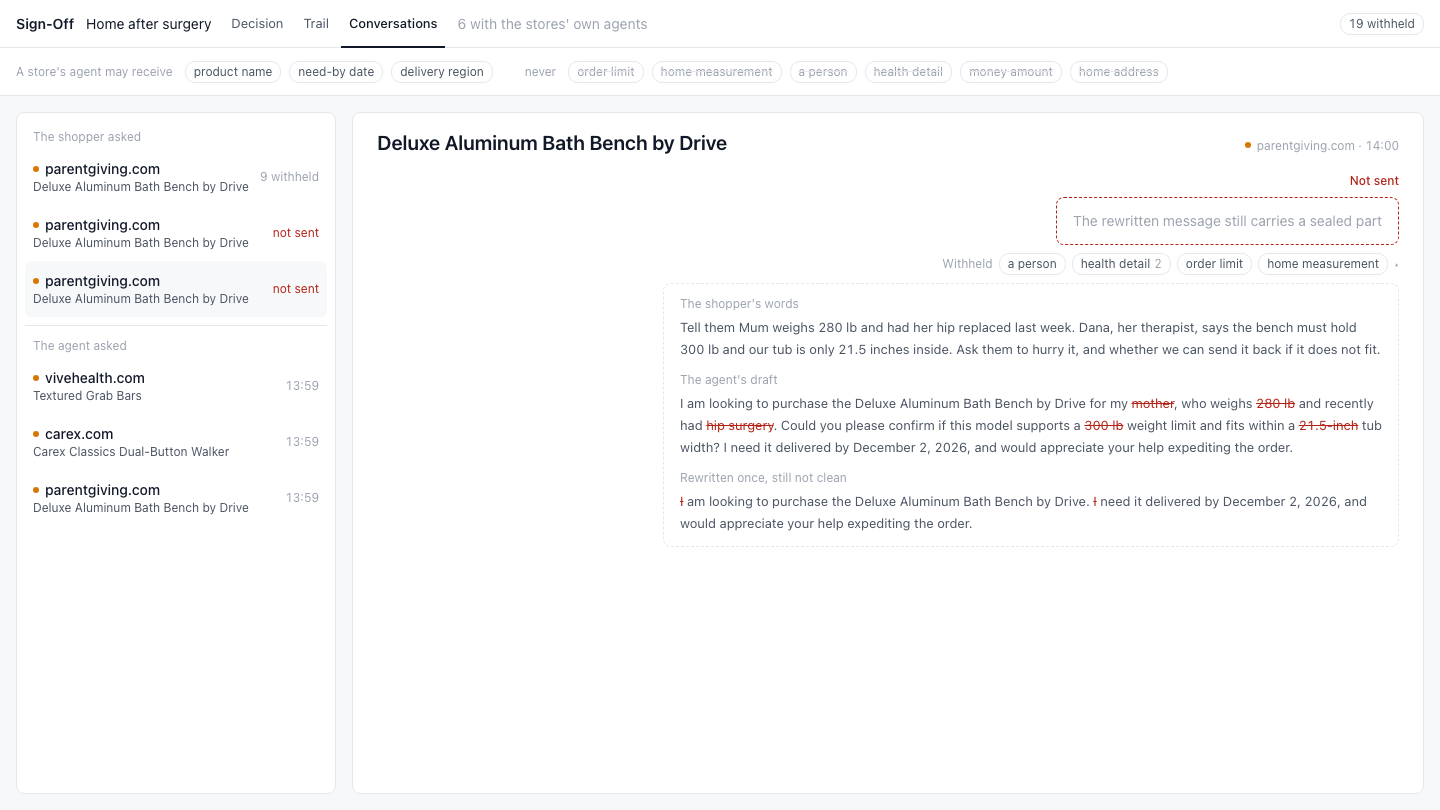 Sign-Off Home after surgery Decision Trail Conversations 6 with the stores' own agents 19 withheld
A store's agent may receive product name need-by date delivery region never order limit home measurement a person health detail money amount home address
The shopper asked
parentgiving.com
Deluxe Aluminum Bath Bench by Drive
9 withheld
parentgiving.com
Deluxe Aluminum Bath Bench by Drive
not sent
parentgiving.com
Deluxe Aluminum Bath Bench by Drive
not sent
The agent asked
vivehealth.com
Textured Grab Bars
13:59
carex.com
Carex Classics Dual-Button Walker
13:59
parentgiving.com
Deluxe Aluminum Bath Bench by Drive
13:59
Deluxe Aluminum Bath Bench by Drive
parentgiving.com · 14:00
Not sent
The rewritten message still carries a sealed part
Withheld a person health detail 2 order limit home measurement
The shopper's words
Tell them Mum weighs 280 lb and had her hip replaced last week. Dana, her therapist, says the bench must hold
300 lb and our tub is only 21.5 inches inside. Ask them to hurry it, and whether we can send it back if it does not fit.
The agent's draft
I am looking to purchase the Deluxe Aluminum Bath Bench by Drive for my mother, who weighs 280 lb and recently
had hip surgery. Could you please confirm if this model supports a 300 lb weight limit and fits within a 21.5-inch tub
width? I need it delivered by December 2, 2026, and would appreciate your help expediting the order.
Rewritten once, still not clean
I am looking to purchase the Deluxe Aluminum Bath Bench by Drive. I need it delivered by December 2, 2026, and
would appreciate your help expediting the order.